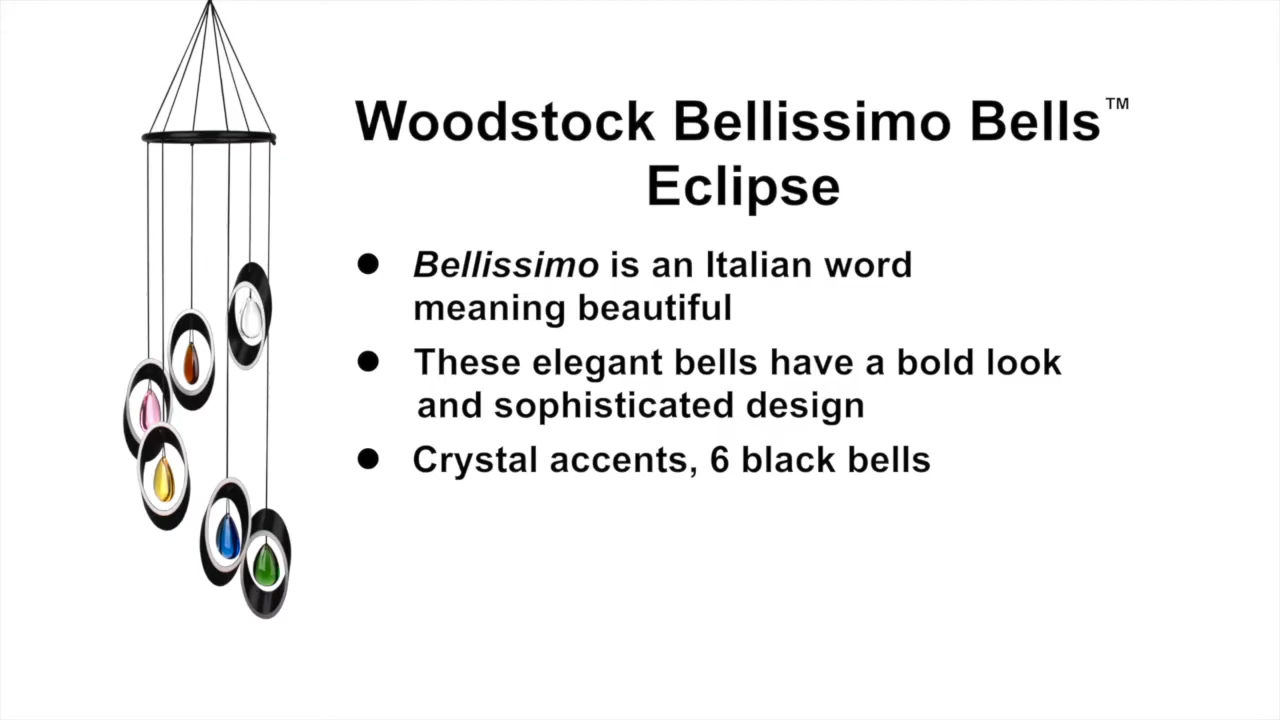 Woodstock Bellissimo Bells™
Eclipse
● Bellissimo is an Italian word
meaning beautiful
● These elegant bells have a bold look
and sophisticated design
● Crystal accents, 6 black bells